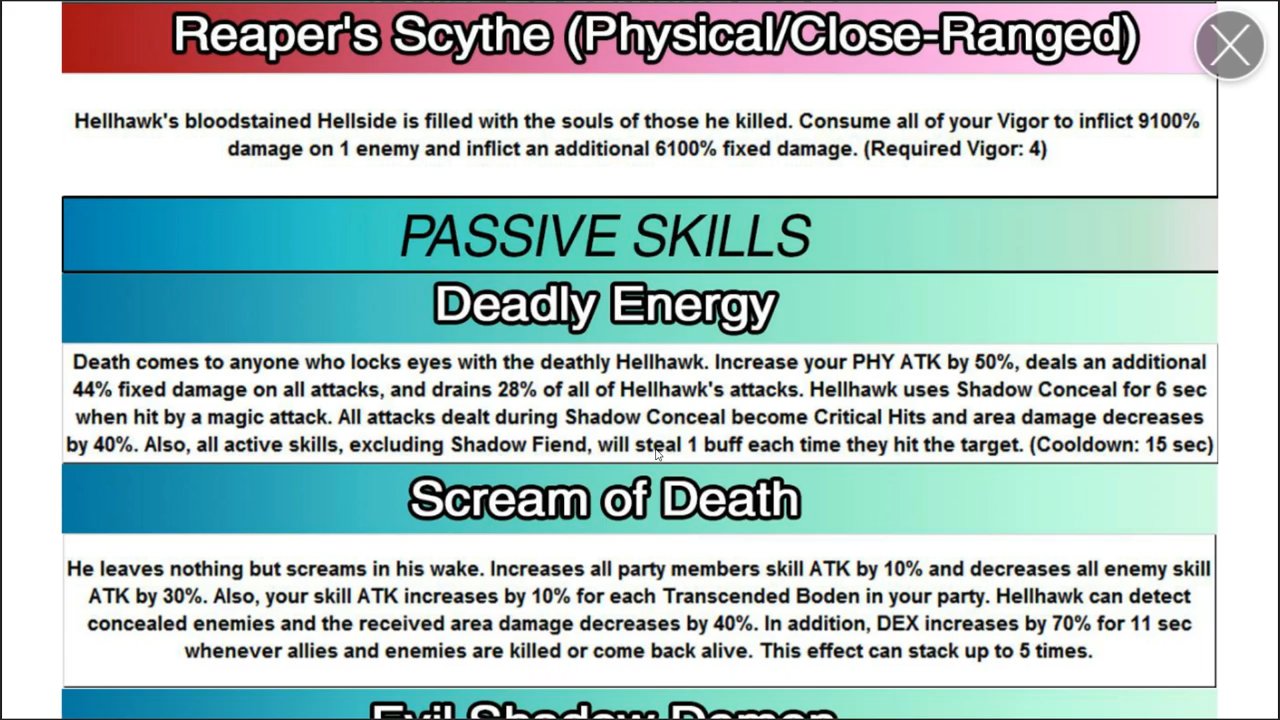 Reaper's Scythe (Physical/Close-Ranged)
Hellhawk's bloodstained Hellside is filled with the souls of those he killed. Consume all of your Vigor to inflict 9100%
damage on 1 enemy and inflict an additional 6100% fixed damage. (Required Vigor: 4)
PASSIVE SKILLS
Deadly Energy
Death comes to anyone who locks eyes with the deathly Hellhawk. Increase your PHY ATK by 50%, deals an additional
44% fixed damage on all attacks, and drains 28% of all of Hellhawk's attacks. Hellhawk uses Shadow Conceal for 6 sec
when hit by a magic attack. All attacks dealt during Shadow Conceal become Critical Hits and area damage decreases
by 40%. Also, all active skills, excluding Shadow Fiend, will steal 1 buff each time they hit the target. (Cooldown: 15 sec)
Scream of Death
He leaves nothing but screams in his wake. Increases all party members skill ATK by 10% and decreases all enemy skill
ATK by 30%. Also, your skill ATK increases by 10% for each Transcended Boden in your party. Hellhawk can detect
concealed enemies and the received area damage decreases by 40%. In addition, DEX increases by 70% for 11 sec
whenever allies and enemies are killed or come back alive. This effect can stack up to 5 times.
Evil Shadow Demon